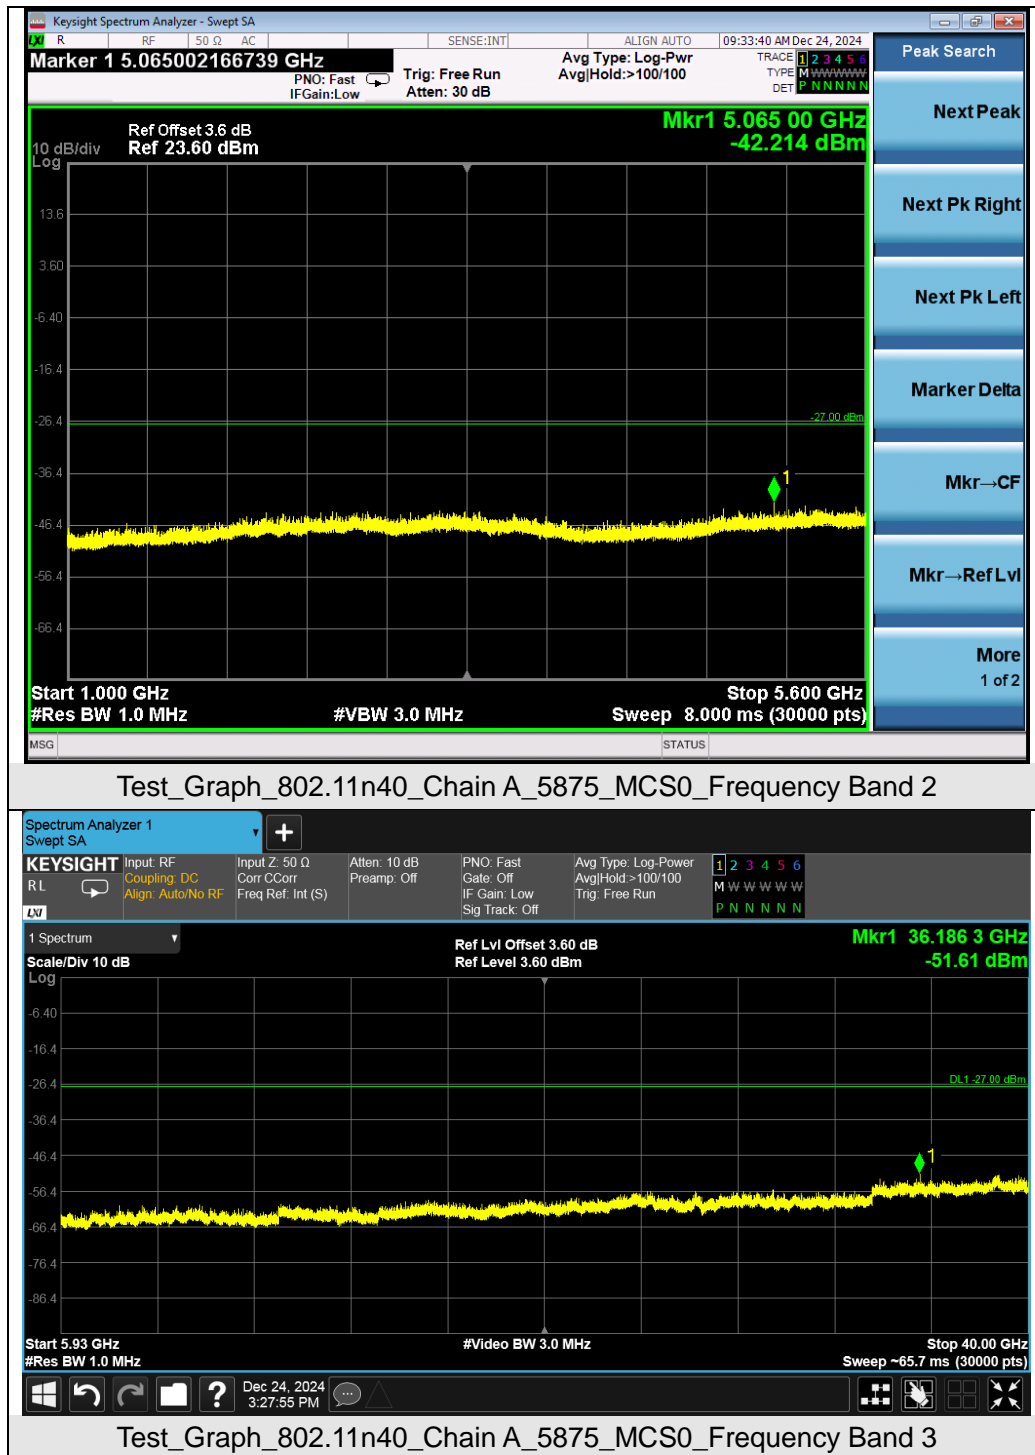 Keysight Spectrum Analyzer - Swept SA
LXI R RF 50 Ω AC SENSE:INT ALIGN AUTO 09:33:40 AM Dec 24, 2024
Marker 1 5.065002166739 GHz
PNO: Fast
IFGain:Low
Trig: Free Run
Atten: 30 dB
Avg Type: Log-Pwr
Avg|Hold:>100/100
TRACE 1 2 3 4 5 6
TYPE M W W W W W
DET P N N N N N
Mkr1 5.065 00 GHz
-42.214 dBm
Ref Offset 3.6 dB
10 dB/div Ref 23.60 dBm
Log
13.6
3.60
-6.40
-16.4
-26.4
-27.00 dBm
-36.4
1
-46.4
-56.4
-66.4
Start 1.000 GHz Stop 5.600 GHz
#Res BW 1.0 MHz #VBW 3.0 MHz Sweep 8.000 ms (30000 pts)
MSG STATUS
Peak Search
Next Peak
Next Pk Right
Next Pk Left
Marker Delta
Mkr→CF
Mkr→Ref Lvl
More
1 of 2
Test_Graph_802.11n40_Chain A_5875_MCS0_Frequency Band 2
Spectrum Analyzer 1
Swept SA
+
KEYSIGHT
R L
LXI
Input: RF
Coupling: DC
Align: Auto/No RF
Input Z: 50 Ω
Corr CCorr
Freq Ref: Int (S)
Atten: 10 dB
Preamp: Off
PNO: Fast
Gate: Off
IF Gain: Low
Sig Track: Off
Avg Type: Log-Power
Avg|Hold:>100/100
Trig: Free Run
1 2 3 4 5 6
M W W W W W
P N N N N N
1 Spectrum
Scale/Div 10 dB
Log
Ref Lvl Offset 3.60 dB
Ref Level 3.60 dBm
Mkr1 36.186 3 GHz
-51.61 dBm
-6.40
-16.4
-26.4
DL1 -27.00 dBm
-36.4
-46.4
1
-56.4
-66.4
-76.4
-86.4
Start 5.93 GHz #Video BW 3.0 MHz Stop 40.00 GHz
#Res BW 1.0 MHz Sweep ~65.7 ms (30000 pts)
?
Dec 24, 2024
3:27:55 PM
Test_Graph_802.11n40_Chain A_5875_MCS0_Frequency Band 3